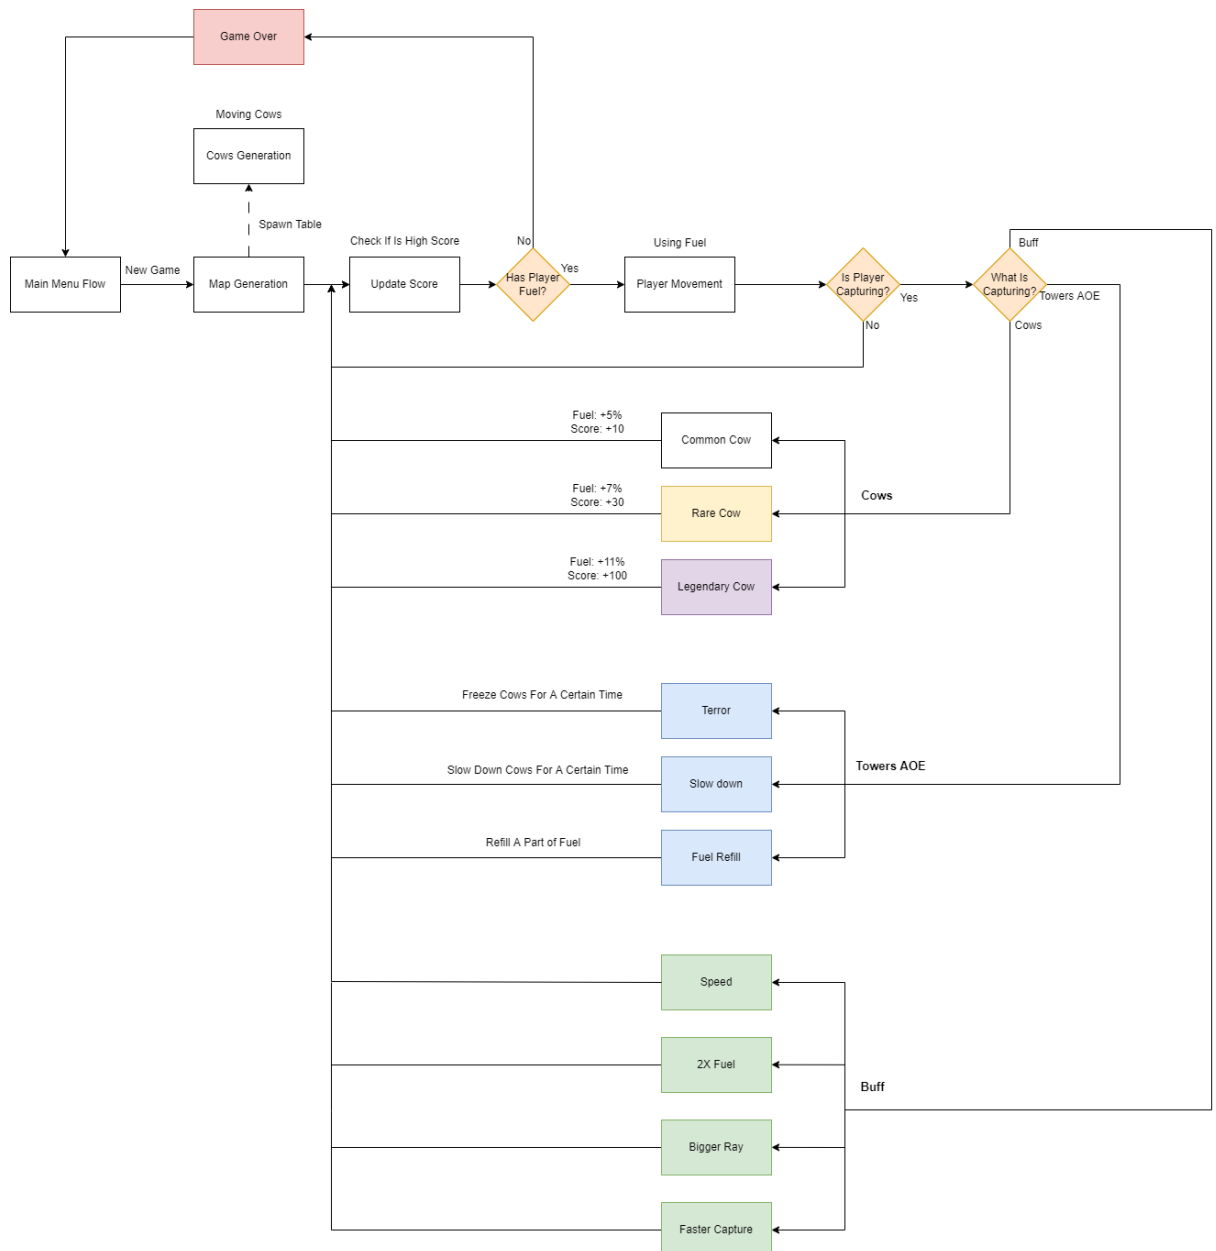 Game Over
Moving Cows
Cows Generation
Spawn Table
Check If Is High Score
No
Using Fuel
Buff
Main Menu Flow
New Game
Map Generation
Update Score
Has Player
Fuel?
Yes
Player Movement
Is Player
Capturing?
Yes
What Is
Capturing?
Towers AOE
No
Cows
Fuel: +5%
Score: +10
Common Cow
Fuel: +7%
Score: +30
Rare Cow
Cows
Fuel: +11%
Score: +100
Legendary Cow
Freeze Cows For A Certain Time
Terror
Slow Down Cows For A Certain Time
Slow down
Towers AOE
Refill A Part of Fuel
Fuel Refill
Speed
2X Fuel
Buff
Bigger Ray
Faster Capture